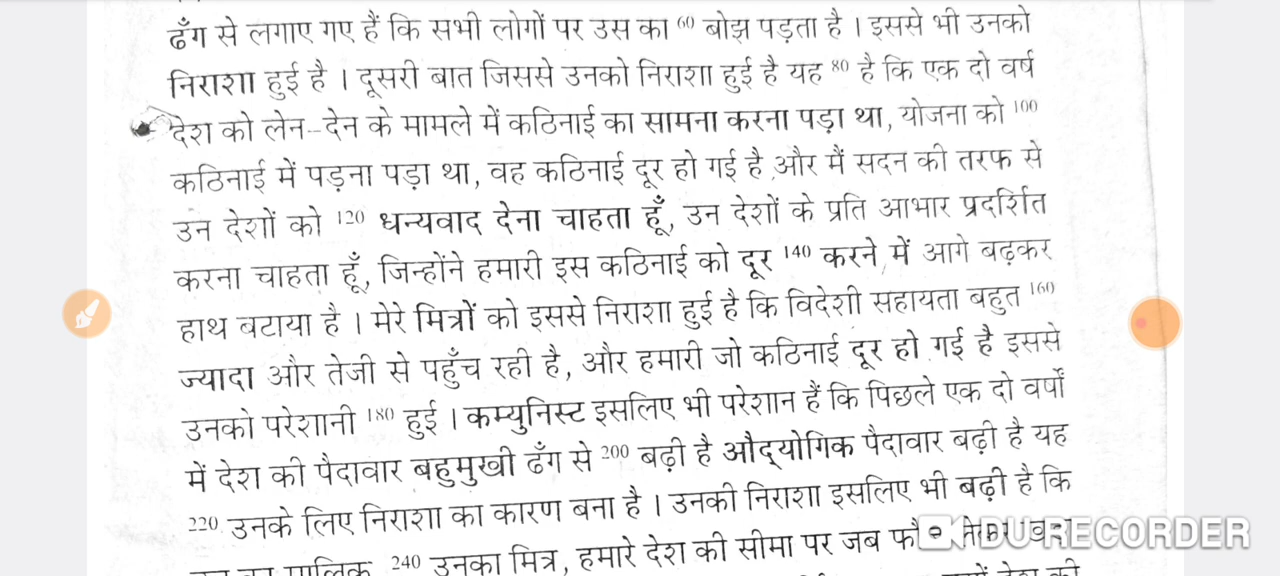 ढँग से लगाए गए हैं कि सभी लोगों पर उस का 60 बोझ पड़ता है । इससे भी उनको
निराशा हुई है । दूसरी बात जिससे उनको निराशा हुई है यह 80 है कि एक दो वर्ष
देश को लेन-देन के मामले में कठिनाई का सामना करना पड़ा था, योजना को 100
कठिनाई में पड़ना पड़ा था, वह कठिनाई दूर हो गई है और मैं सदन की तरफ से
उन देशों को 120 धन्यवाद देना चाहता हूँ, उन देशों के प्रति आभार प्रदर्शित
करना चाहता हूँ, जिन्होंने हमारी इस कठिनाई को दूर 140 करने में आगे बढ़कर
हाथ बटाया है । मेरे मित्रों को इससे निराशा हुई है कि विदेशी सहायता बहुत 160
ज्यादा और तेजी से पहुँच रही है, और हमारी जो कठिनाई दूर हो गई है इससे
उनको परेशानी 180 हुई । कम्युनिस्ट इसलिए भी परेशान हैं कि पिछले एक दो वर्षों
में देश की पैदावार बहुमुखी ढँग से 200 बढ़ी है औद्योगिक पैदावार बढ़ी है यह
220 उनके लिए निराशा का कारण बना है । उनकी निराशा इसलिए भी बढ़ी है कि
DU RECORDER
240 उनका मित्र, हमारे देश की सीमा पर जब